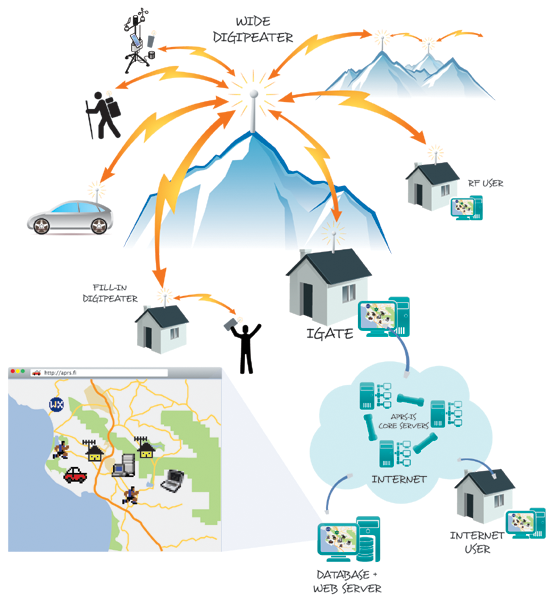 WIDE
DIGIPEATER
RF USER
FILL-IN
DIGIPEATER
IGATE
http://aprs.fi
WX
APRS-IS
CORE SERVERS
INTERNET
INTERNET
USER
DATABASE +
WEB SERVER